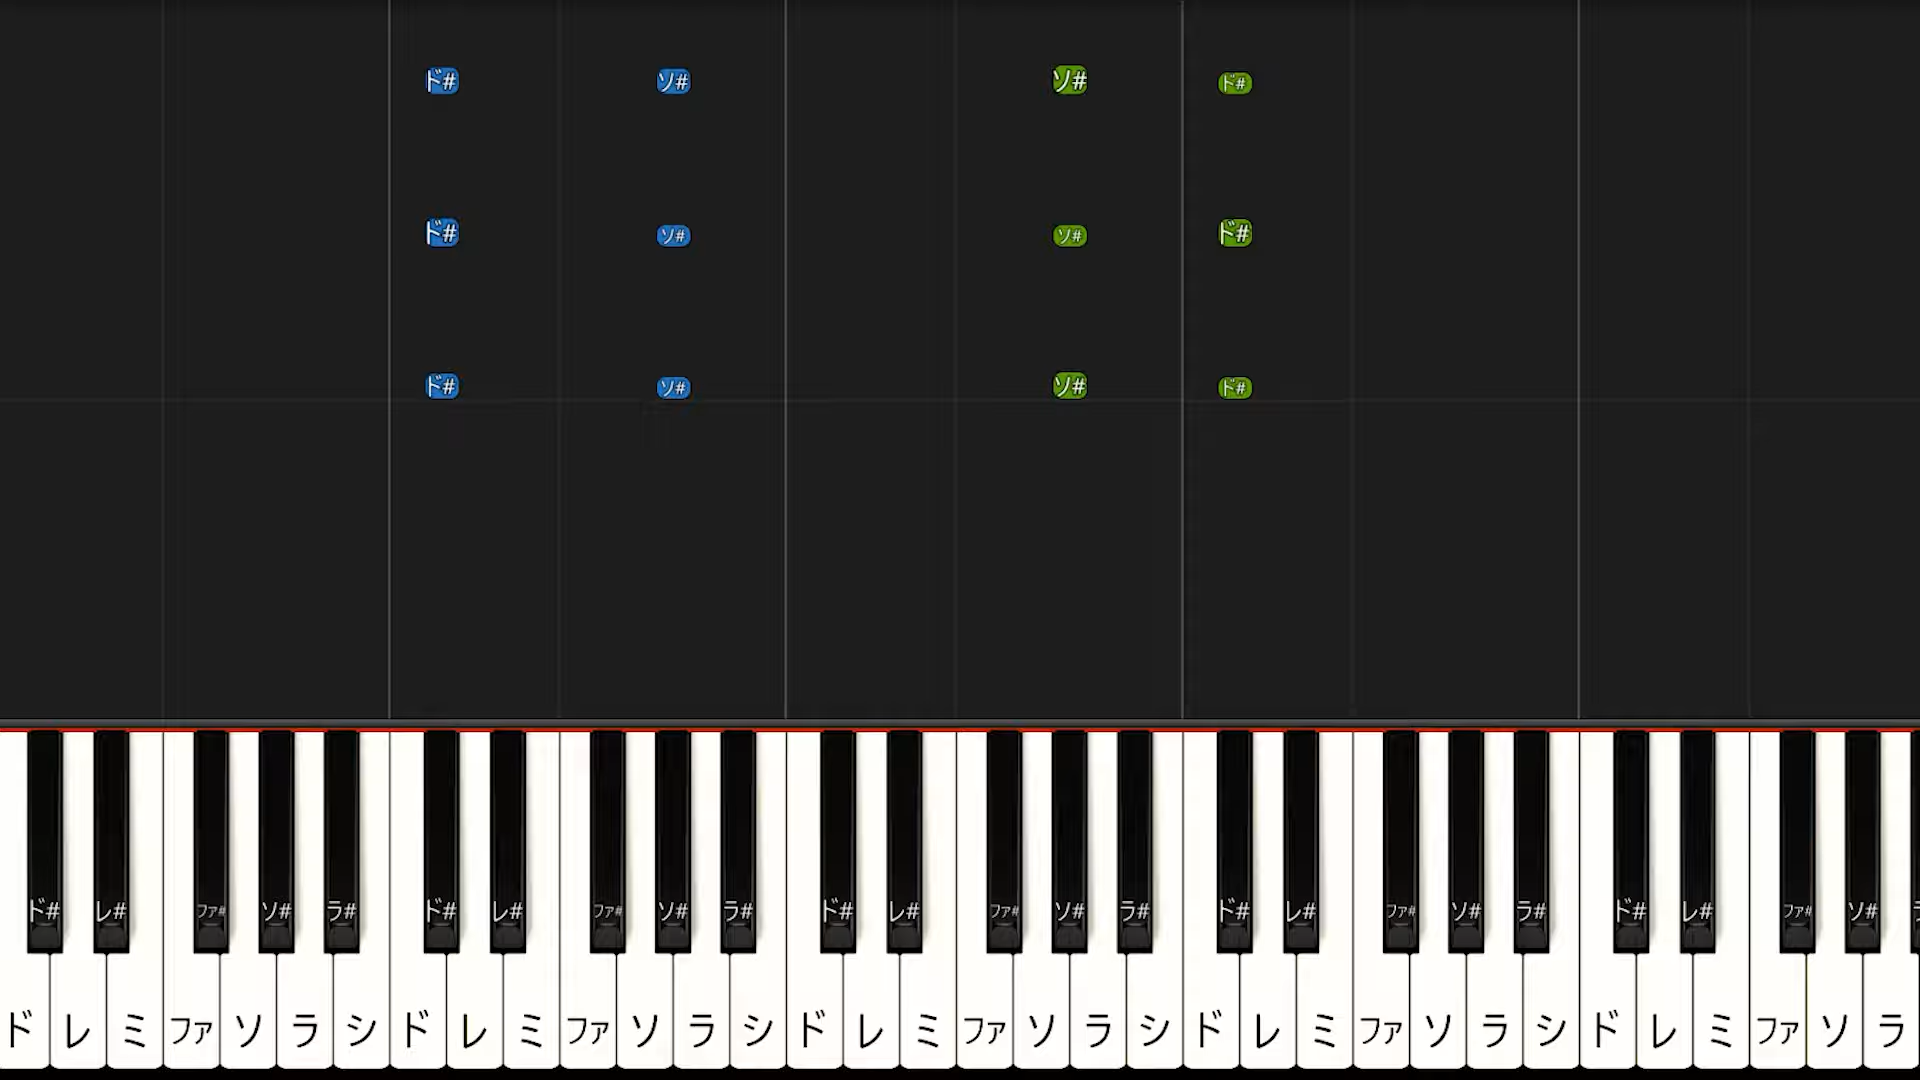 ド# ソ# ソ# ド#
ド# ソ# ソ# ド#
ド# ソ# ソ# ド#
ド# レ# ファ# ソ# ラ# ド# レ# ファ# ソ# ラ# ド# レ# ファ# ソ# ラ# ド# レ# ファ# ソ# ラ# ド# レ# ファ# ソ#
ド レ ミ ファ ソ ラ シ ド レ ミ ファ ソ ラ シ ド レ ミ ファ ソ ラ シ ド レ ミ ファ ソ ラ シ ド レ ミ ファ ソ ラ